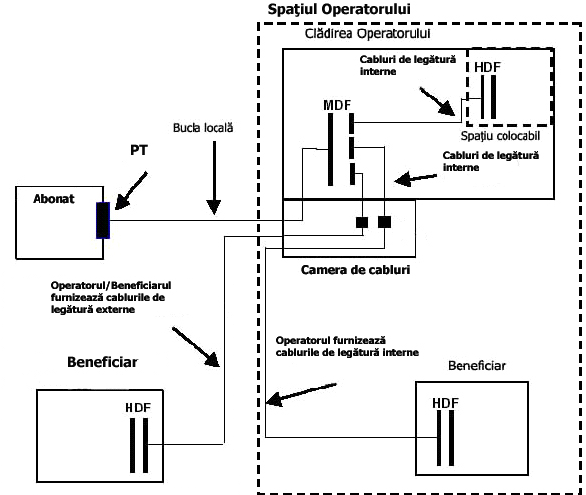 Spaţiul Operatorului
Clădirea Operatorului
Cabluri de legătură
interne
HDF
MDF
Spaţiu colocabil
Bucla locală
PT
Cabluri de legătură
interne
Abonat
Camera de cabluri
Operatorul/Beneficiarul
furnizează cablurile de
legătură externe
Operatorul furnizează
cablurile de legătură interne
Beneficiar
HDF
Beneficiar
HDF